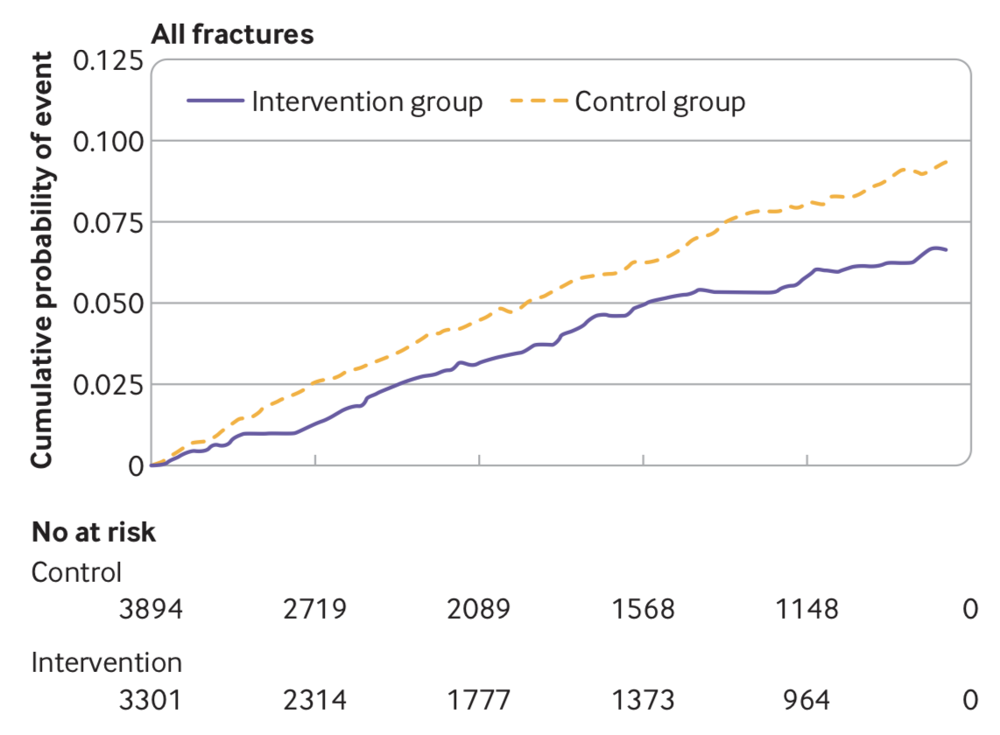 All fractures
Cumulative probability of event
0.125
Intervention group Control group
0.100
0.075
0.050
0.025
0
No at risk
Control
3894 2719 2089 1568 1148 0
Intervention
3301 2314 1777 1373 964 0